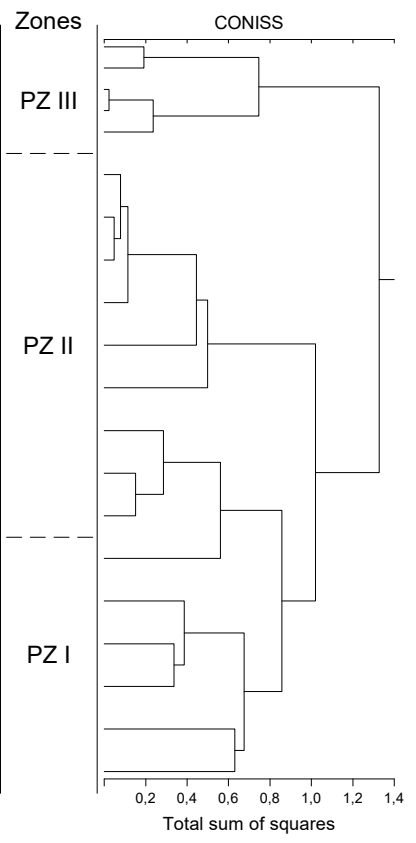 Zones
CONISS
PZ III
PZ II
PZ I
0,2 0,4 0,6 0,8 1,0 1,2 1,4
Total sum of squares